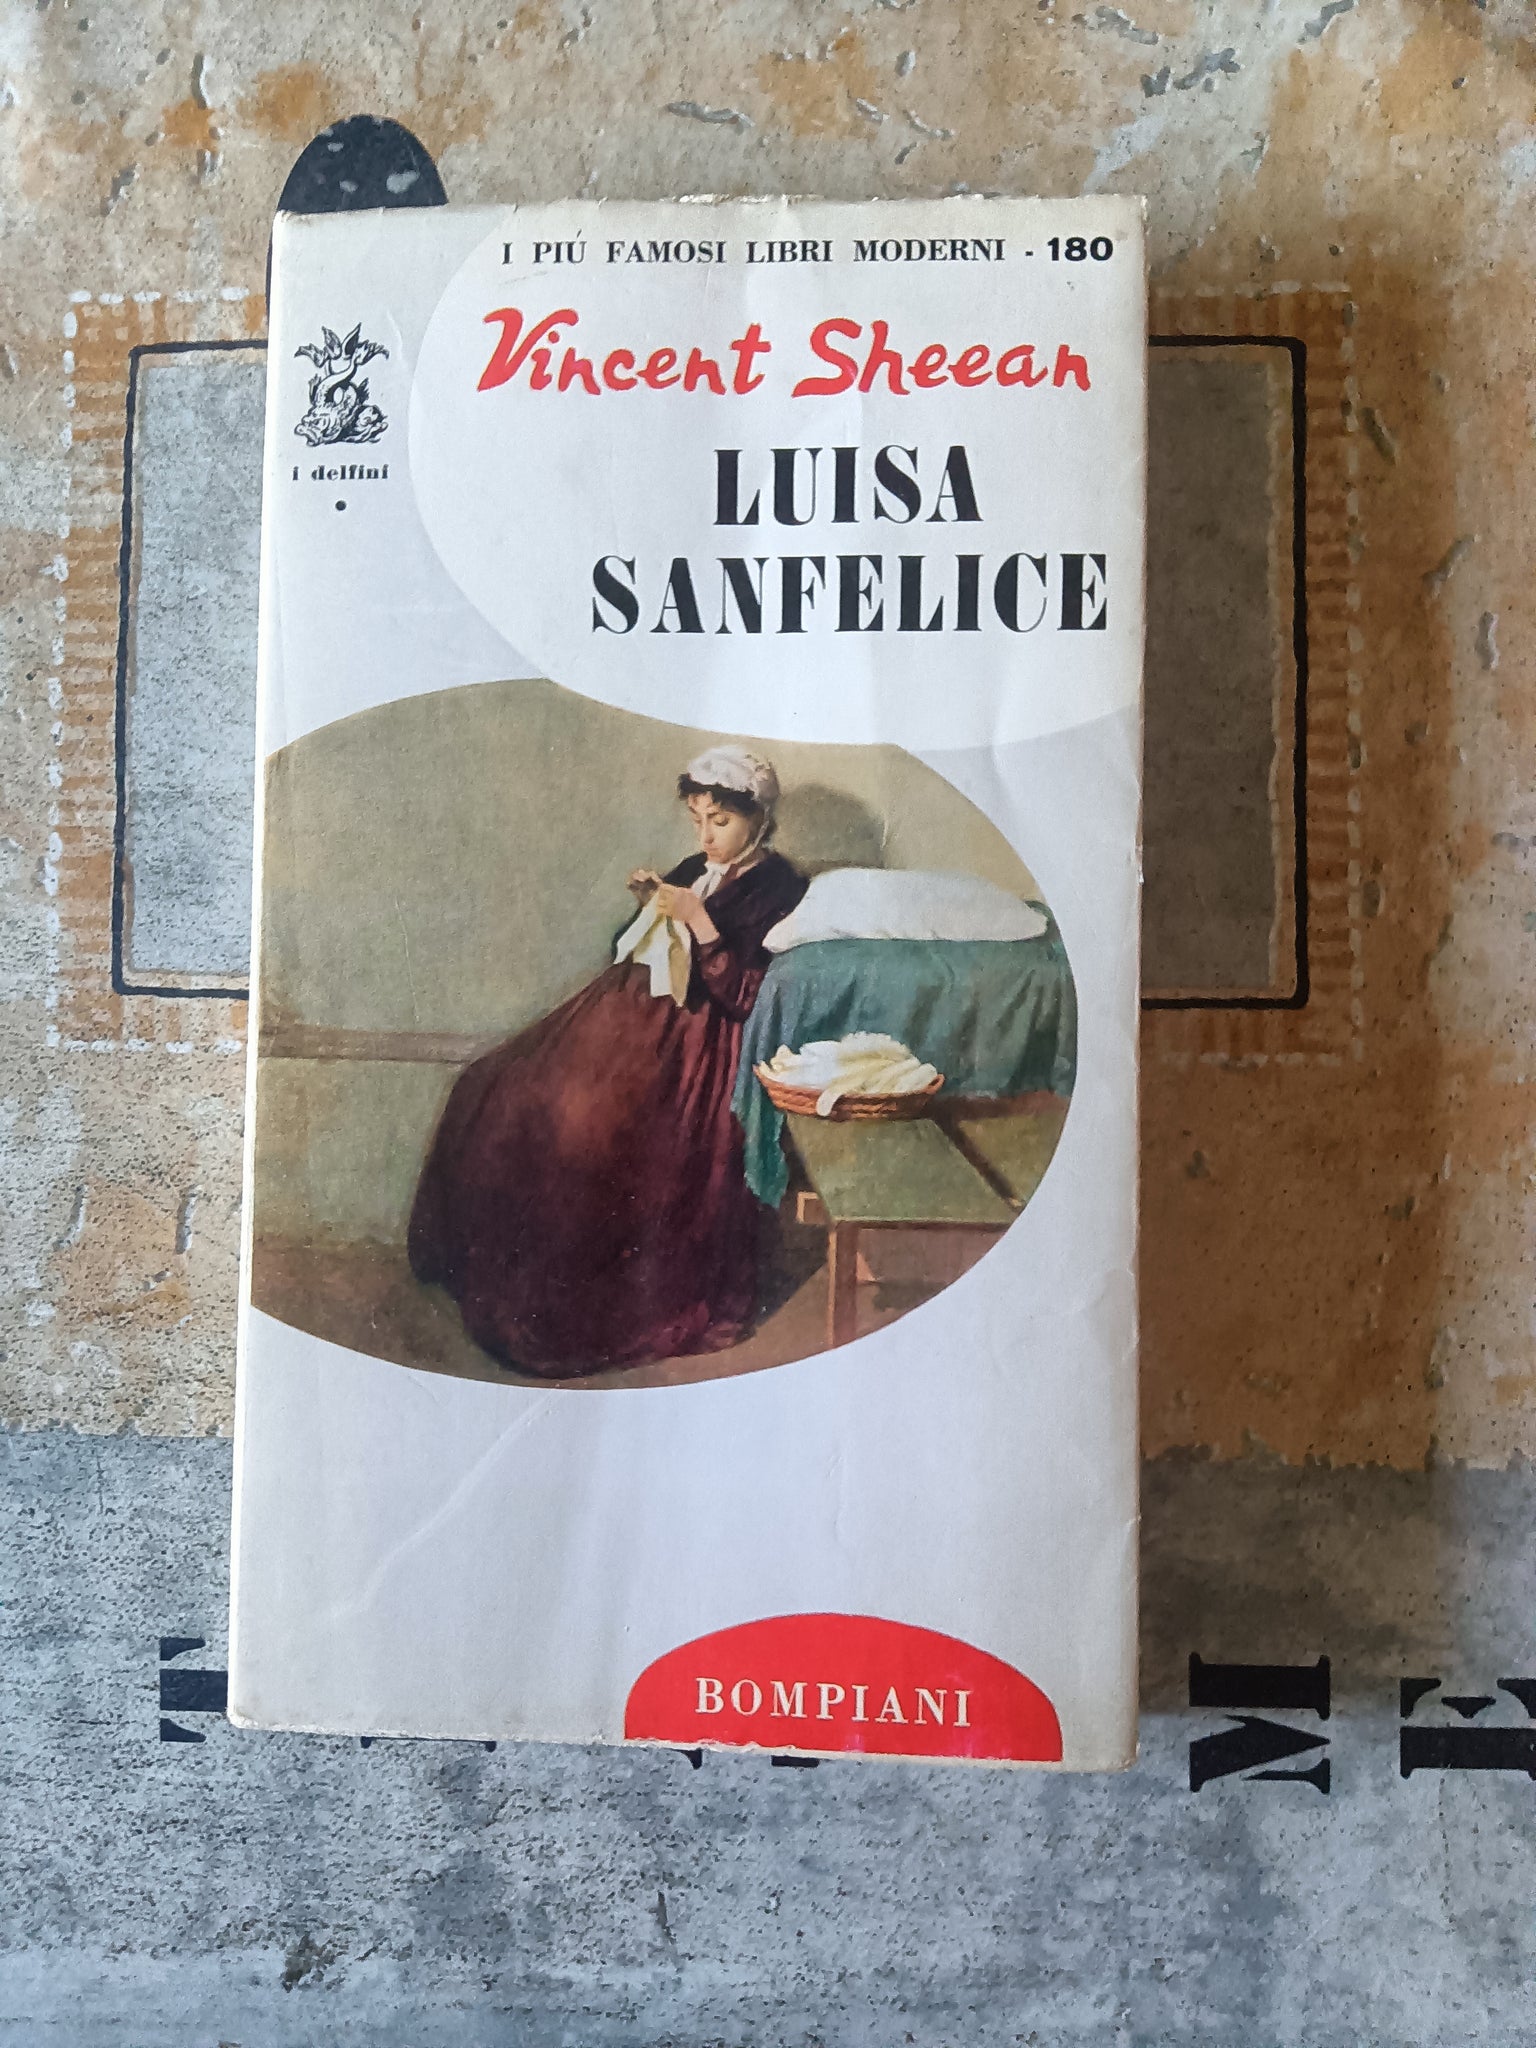 I PIÚ FAMOSI LIBRI MODERNI - 180
Vincent Sheean
i delfini
LUISA
SANFELICE
BOMPIANI
T
M
E